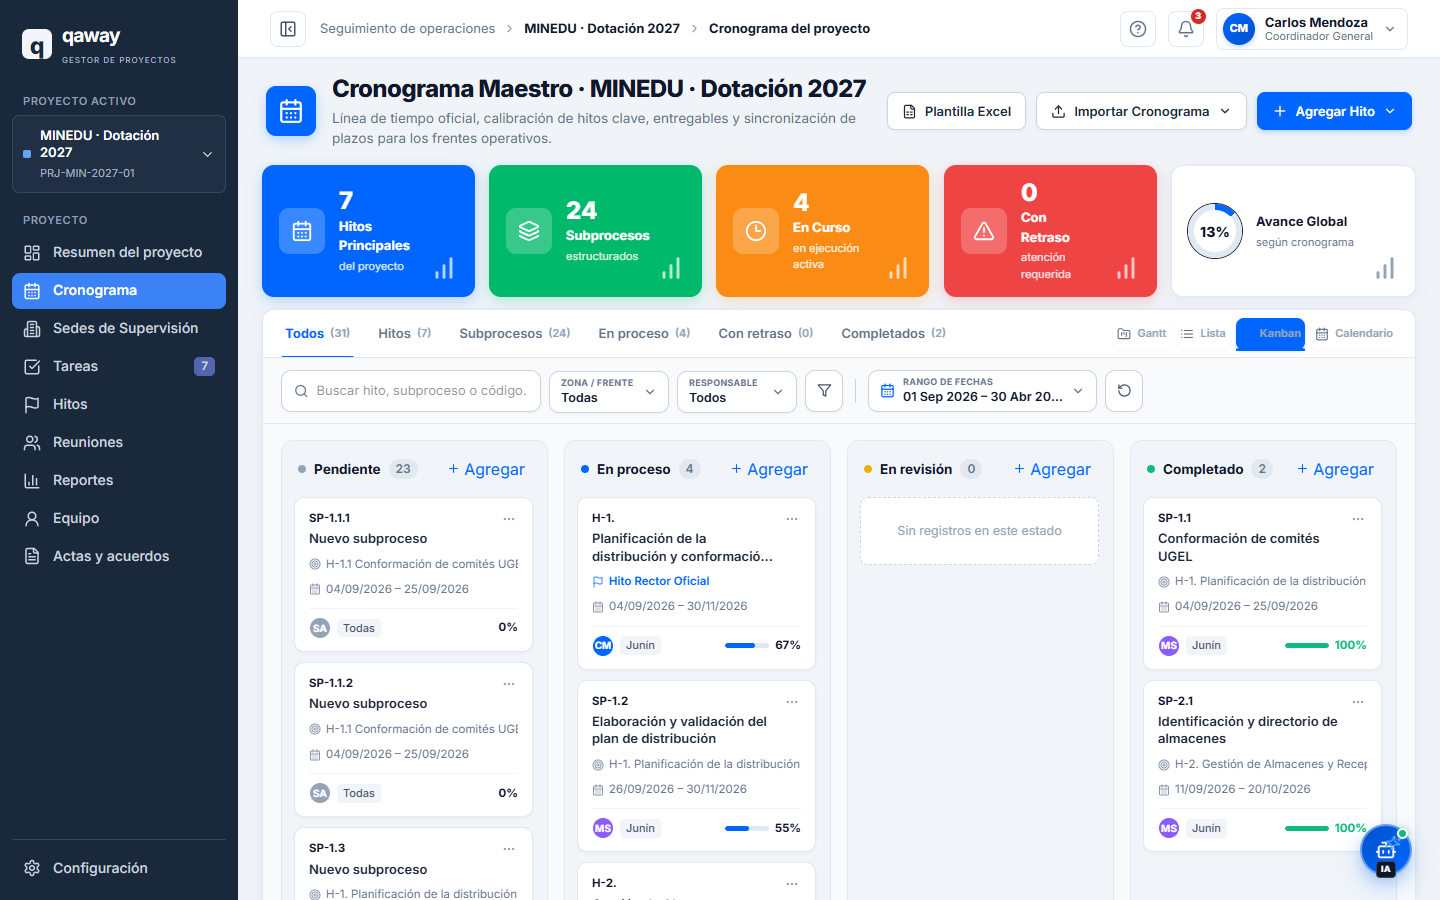 qaway
GESTOR DE PROYECTOS
PROYECTO ACTIVO
MINEDU · Dotación
2027
PRJ-MIN-2027-01
PROYECTO
Resumen del proyecto
Cronograma
Sedes de Supervisión
Tareas
7
Hitos
Reuniones
Reportes
Equipo
Actas y acuerdos
Configuración
Seguimiento de operaciones
MINEDU · Dotación 2027
Cronograma del proyecto
3
CM
Carlos Mendoza
Coordinador General
Cronograma Maestro · MINEDU · Dotación 2027
Línea de tiempo oficial, calibración de hitos clave, entregables y sincronización de
plazos para los frentes operativos.
Plantilla Excel
Importar Cronograma
+ Agregar Hito
7
Hitos
Principales
del proyecto
24
Subprocesos
estructurados
4
En Curso
en ejecución
activa
0
Con
Retraso
atención
requerida
13%
Avance Global
según cronograma
Todos (31)
Hitos (7)
Subprocesos (24)
En proceso (4)
Con retraso (0)
Completados (2)
Gantt
Lista
Kanban
Calendario
Buscar hito, subproceso o código.
ZONA / FRENTE
Todas
RESPONSABLE
Todos
RANGO DE FECHAS
01 Sep 2026 – 30 Abr 20...
Pendiente 23
+ Agregar
SP-1.1.1
Nuevo subproceso
H-1.1 Conformación de comités UGE
04/09/2026 – 25/09/2026
SA
Todas
0%
SP-1.1.2
Nuevo subproceso
H-1.1 Conformación de comités UGE
04/09/2026 – 25/09/2026
SA
Todas
0%
SP-1.3
Nuevo subproceso
H-1. Planificación de la distribución
En proceso 4
+ Agregar
H-1.
Planificación de la
distribución y conformació...
Hito Rector Oficial
04/09/2026 – 30/11/2026
CM
Junín
67%
SP-1.2
Elaboración y validación del
plan de distribución
H-1. Planificación de la distribución
26/09/2026 – 30/11/2026
MS
Junín
55%
H-2.
En revisión 0
+ Agregar
Sin registros en este estado
Completado 2
+ Agregar
SP-1.1
Conformación de comités
UGEL
H-1. Planificación de la distribución
04/09/2026 – 25/09/2026
MS
Junín
100%
SP-2.1
Identificación y directorio de
almacenes
H-2. Gestión de Almacenes y Recep
11/09/2026 – 20/10/2026
MS
Junín
100%
IA